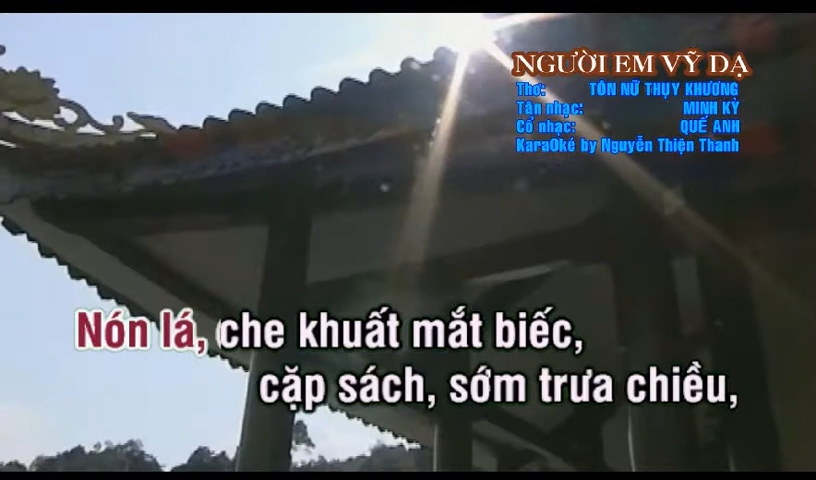 NGƯỜI EM VỸ DẠ
Thơ: TÔN NỮ THỤY KHƯƠNG
Tân nhạc: MINH KỲ
Cổ nhạc: QUẾ ANH
KaraOké by Nguyễn Thiện Thanh
Nón lá, che khuất mắt biếc,
cặp sách, sớm trưa chiều,